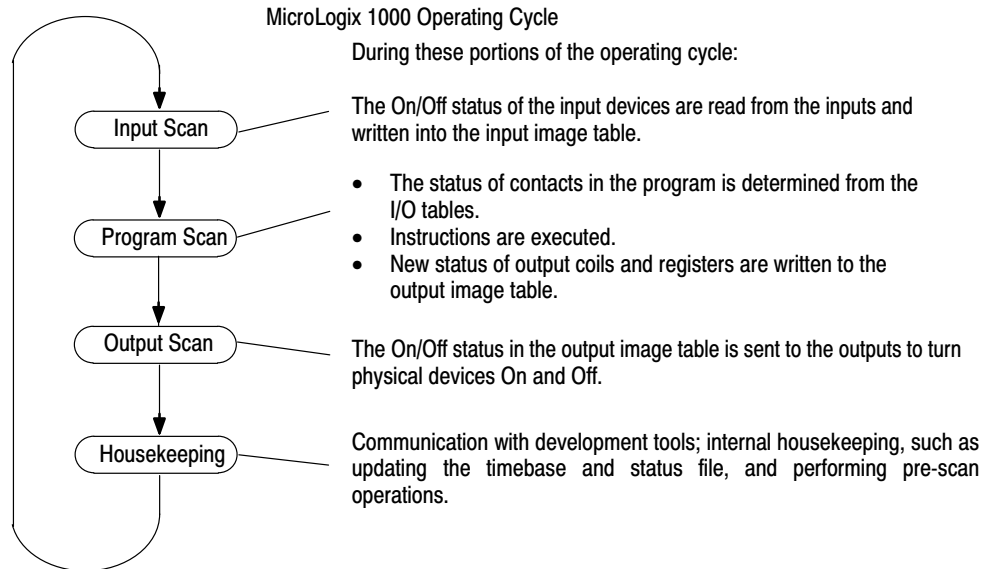 MicroLogix 1000 Operating Cycle
During these portions of the operating cycle:
Input Scan
The On/Off status of the input devices are read from the inputs and
written into the input image table.
Program Scan
• The status of contacts in the program is determined from the
I/O tables.
• Instructions are executed.
• New status of output coils and registers are written to the
output image table.
Output Scan
The On/Off status in the output image table is sent to the outputs to turn
physical devices On and Off.
Housekeeping
Communication with development tools; internal housekeeping, such as
updating the timebase and status file, and performing pre-scan
operations.